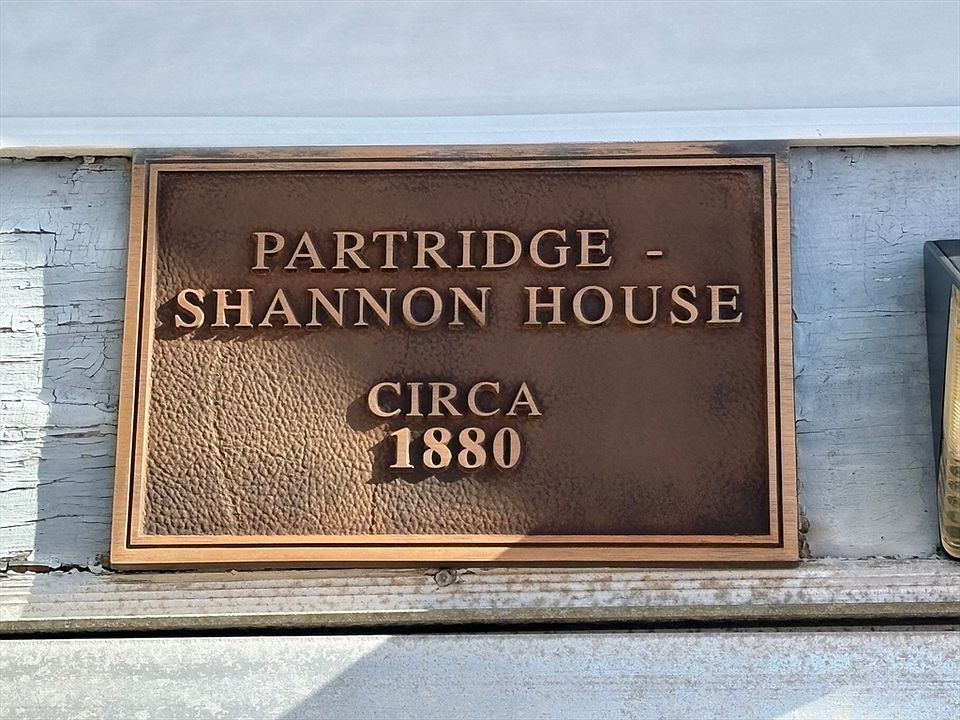 PARTRIDGE -
SHANNON HOUSE
CIRCA
1880